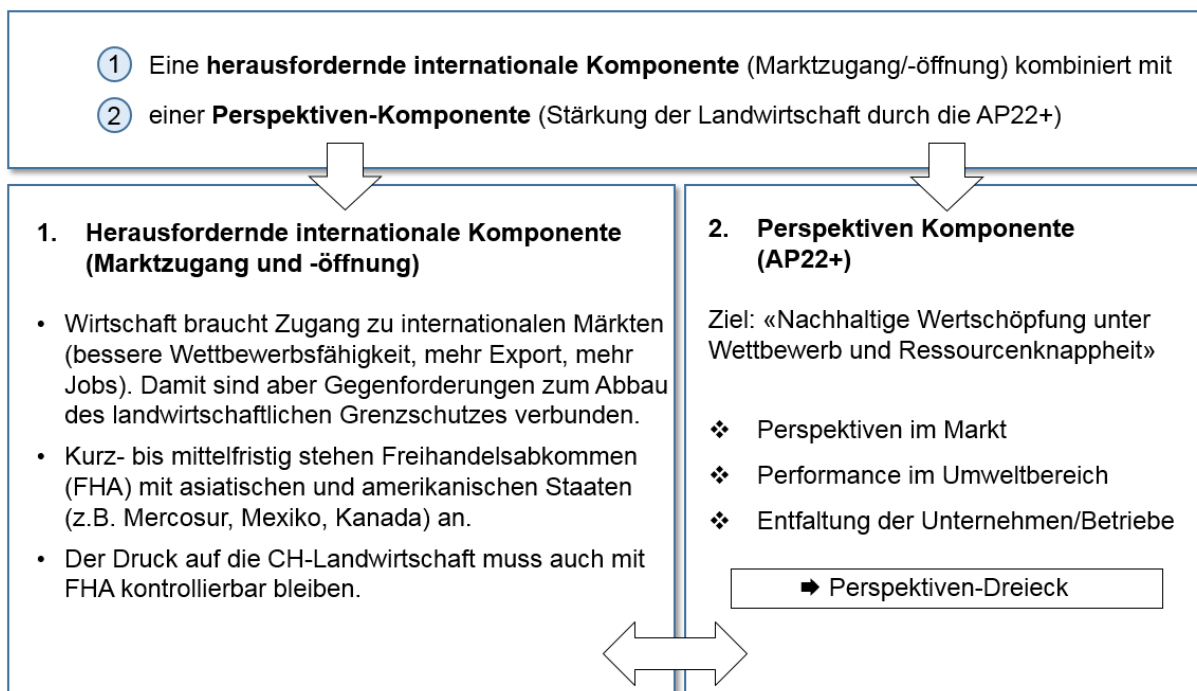 1 Eine herausfordernde internationale Komponente (Marktzugang/-öffnung) kombiniert mit
2 einer Perspektiven-Komponente (Stärkung der Landwirtschaft durch die AP22+)
1. Herausfordernde internationale Komponente
(Marktzugang und -öffnung)
• Wirtschaft braucht Zugang zu internationalen Märkten
(bessere Wettbewerbsfähigkeit, mehr Export, mehr
Jobs). Damit sind aber Gegenforderungen zum Abbau
des landwirtschaftlichen Grenzschutzes verbunden.
• Kurz- bis mittelfristig stehen Freihandelsabkommen
(FHA) mit asiatischen und amerikanischen Staaten
(z.B. Mercosur, Mexiko, Kanada) an.
• Der Druck auf die CH-Landwirtschaft muss auch mit
FHA kontrollierbar bleiben.
2. Perspektiven Komponente
(AP22+)
Ziel: «Nachhaltige Wertschöpfung unter
Wettbewerb und Ressourcenknappheit»
❖ Perspektiven im Markt
❖ Performance im Umweltbereich
❖ Entfaltung der Unternehmen/Betriebe
➡ Perspektiven-Dreieck